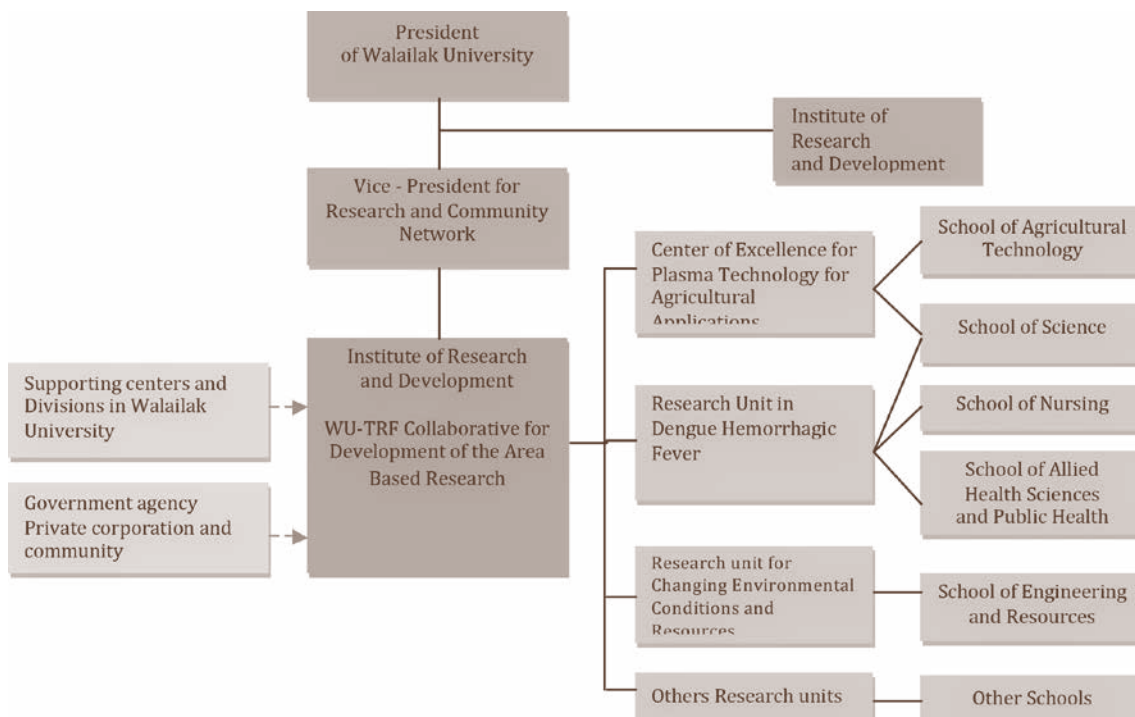 President
of Walailak University
Institute of
Research
and Development
Vice - President for
Research and Community
Network
Center of Excellence for
Plasma Technology for
Agricultural
Applications
School of Agricultural
Technology
School of Science
Institute of Research
and Development
WU-TRF Collaborative for
Development of the Area
Based Research
Supporting centers and
Divisions in Walailak
University
Government agency
Private corporation and
community
Research Unit in
Dengue Hemorrhagic
Fever
School of Nursing
School of Allied
Health Sciences
and Public Health
Research unit for
Changing Environmental
Conditions and
Resources
School of Engineering
and Resources
Others Research units
Other Schools